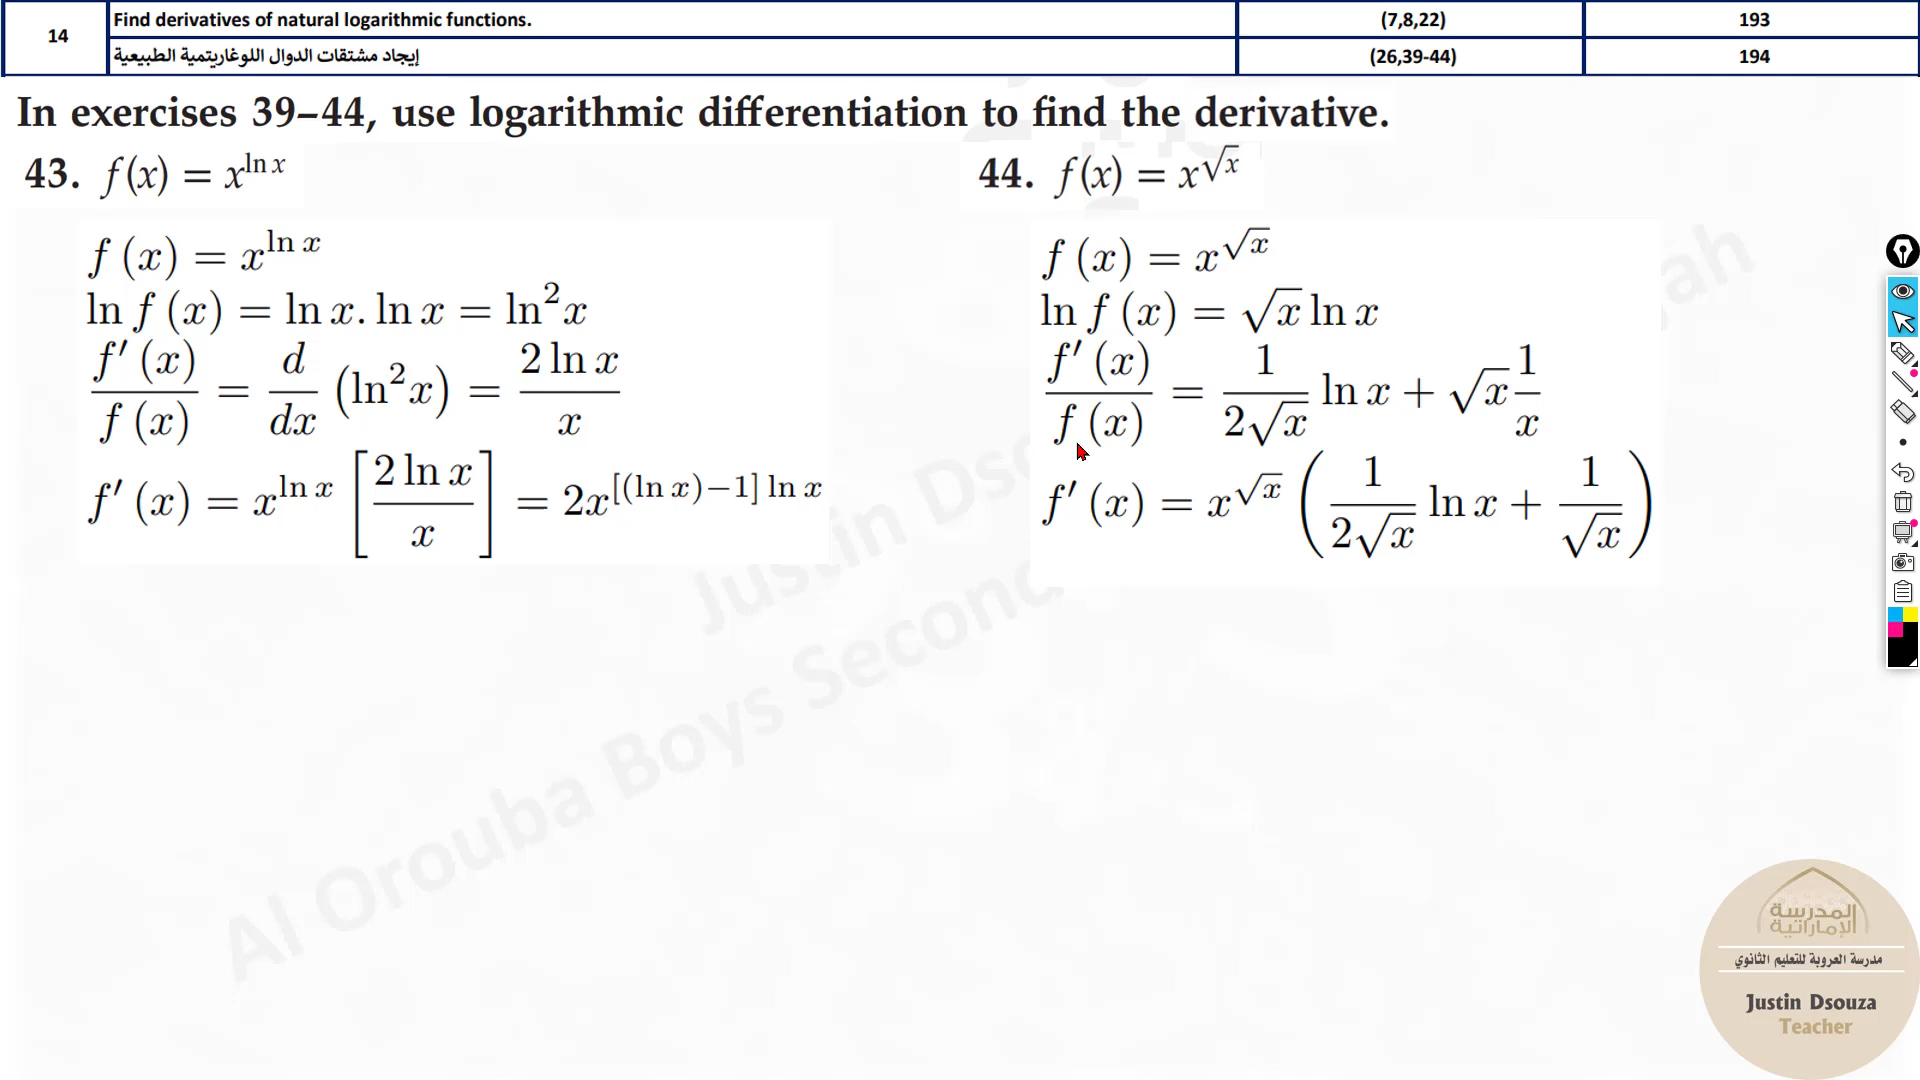 14
Find derivatives of natural logarithmic functions.
(7,8,22)
193
إيجاد مشتقات الدوال اللوغاريتمية الطبيعية
(26,39-44)
194
In exercises 39–44, use logarithmic differentiation to find the derivative.
43. f(x) = x^{ln x}
f (x) = x^{ln x}
ln f (x) = ln x. ln x = ln² x
f′ (x)/f (x) = d/dx (ln² x) = 2 ln x/x
f′ (x) = x^{ln x} [2 ln x/x] = 2x^{[(ln x)−1] ln x}
44. f(x) = x^{√x}
f (x) = x^{√x}
ln f (x) = √x ln x
f′ (x)/f (x) = 1/(2√x) ln x + √x 1/x
f′ (x) = x^{√x} (1/(2√x) ln x + 1/√x)
Justin Dso
Al Orouba Boys Second
ah
المدرسة
الإماراتية
مدرسة العروبة للتعليم الثانوي
Justin Dsouza
Teacher